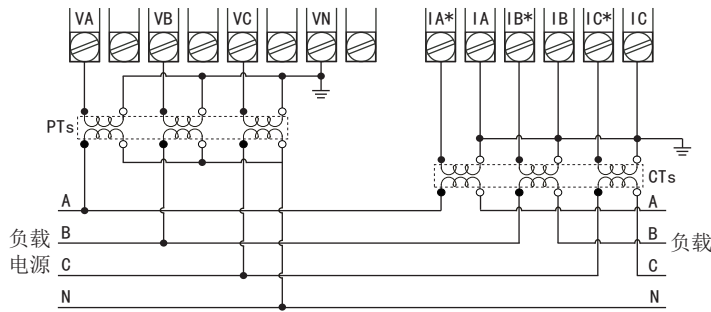 VA VB VC VN IA* IA IB* IB IC* IC
PTs
CTs
A A
负载 B B 负载
电源 C C
N N